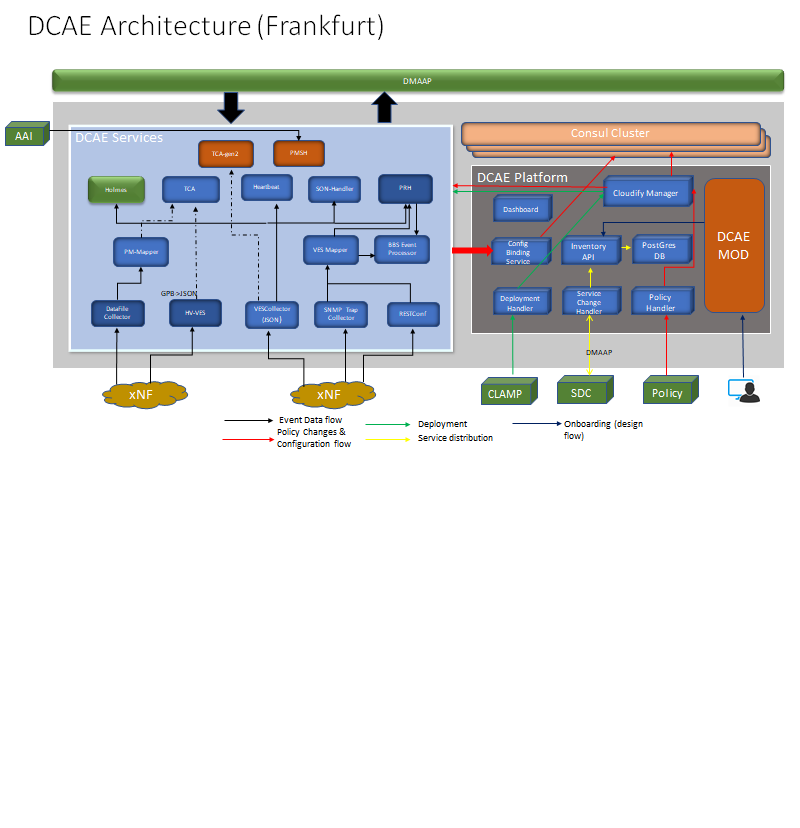 DCAE Architecture (Frankfurt)
DMAAP
AAI
DCAE Services
TCA-gen2
PMSH
Holmes
TCA
Heartbeat
SON-Handler
PRH
PM-Mapper
VES Mapper
BBS Event
Processor
GPB->JSON
DataFile
Collector
HV-VES
VESCollector
(JSON)
SNMP Trap
Collector
RESTConf
xNF
xNF
Consul Cluster
DCAE Platform
Cloudify Manager
Dashboard
Config
Binding
Service
Inventory
API
PostGres
DB
DCAE
MOD
Deployment
Handler
Service
Change
Handler
Policy
Handler
DMAAP
CLAMP
SDC
Policy
Event Data flow
Policy Changes &
Configuration flow
Deployment
Service distribution
Onboarding (design
flow)